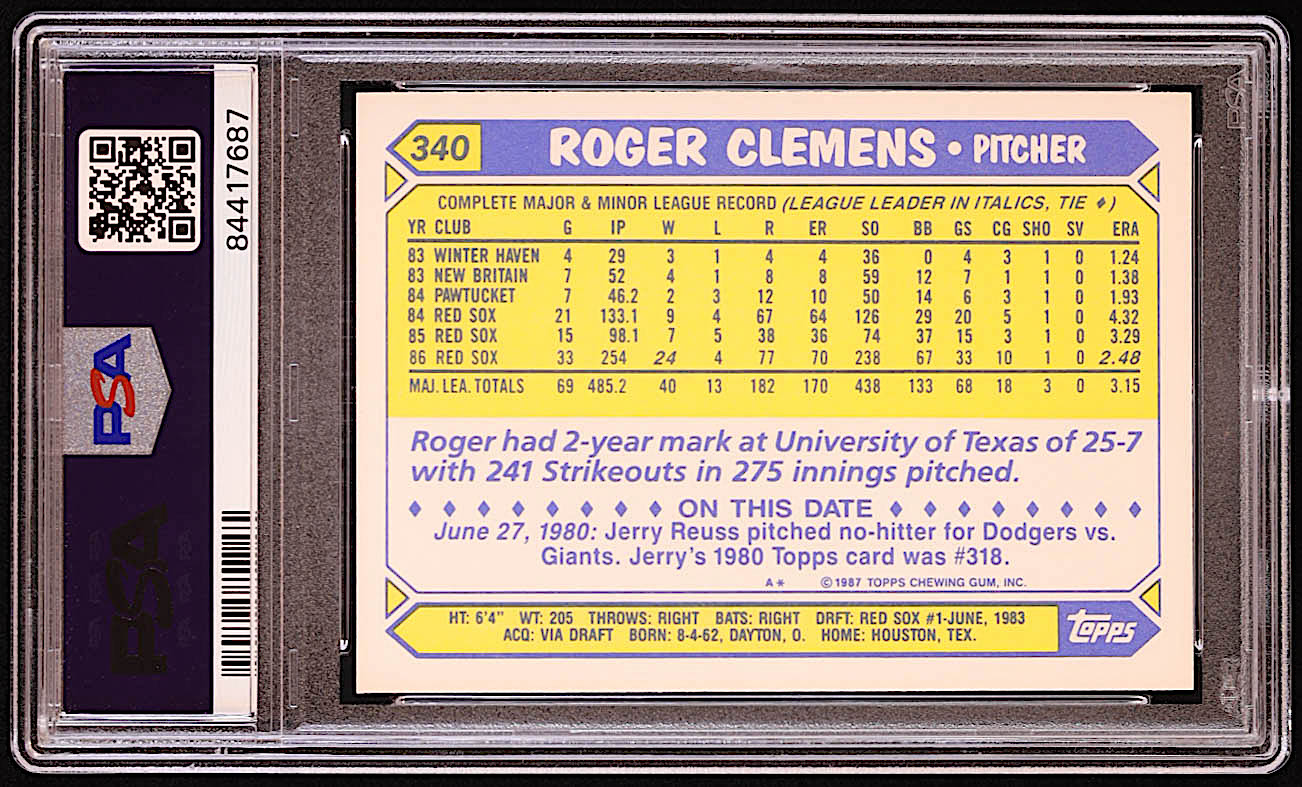 84417687
PSA
PSA
340 ROGER CLEMENS • PITCHER
COMPLETE MAJOR & MINOR LEAGUE RECORD (LEAGUE LEADER IN ITALICS, TIE ♦)
YR CLUB G IP W L R ER SO BB GS CG SHO SV ERA
83 WINTER HAVEN 4 29 3 1 4 4 36 0 4 3 1 0 1.24
83 NEW BRITAIN 7 52 4 1 8 8 59 12 7 1 1 0 1.38
84 PAWTUCKET 7 46.2 2 3 12 10 50 14 6 3 1 0 1.93
84 RED SOX 21 133.1 9 4 67 64 126 29 20 5 1 0 4.32
85 RED SOX 15 98.1 7 5 38 36 74 37 15 3 1 0 3.29
86 RED SOX 33 254 24 4 77 70 238 67 33 10 1 0 2.48
MAJ. LEA. TOTALS 69 485.2 40 13 182 170 438 133 68 18 3 0 3.15
Roger had 2-year mark at University of Texas of 25-7
with 241 Strikeouts in 275 innings pitched.
♦ ♦ ♦ ♦ ♦ ♦ ♦ ♦ ON THIS DATE ♦ ♦ ♦ ♦ ♦ ♦ ♦ ♦
June 27, 1980: Jerry Reuss pitched no-hitter for Dodgers vs.
Giants. Jerry's 1980 Topps card was #318.
A* ©1987 TOPPS CHEWING GUM, INC.
HT: 6'4" WT: 205 THROWS: RIGHT BATS: RIGHT DRFT: RED SOX #1-JUNE, 1983
ACQ: VIA DRAFT BORN: 8-4-62, DAYTON, O. HOME: HOUSTON, TEX.
Topps